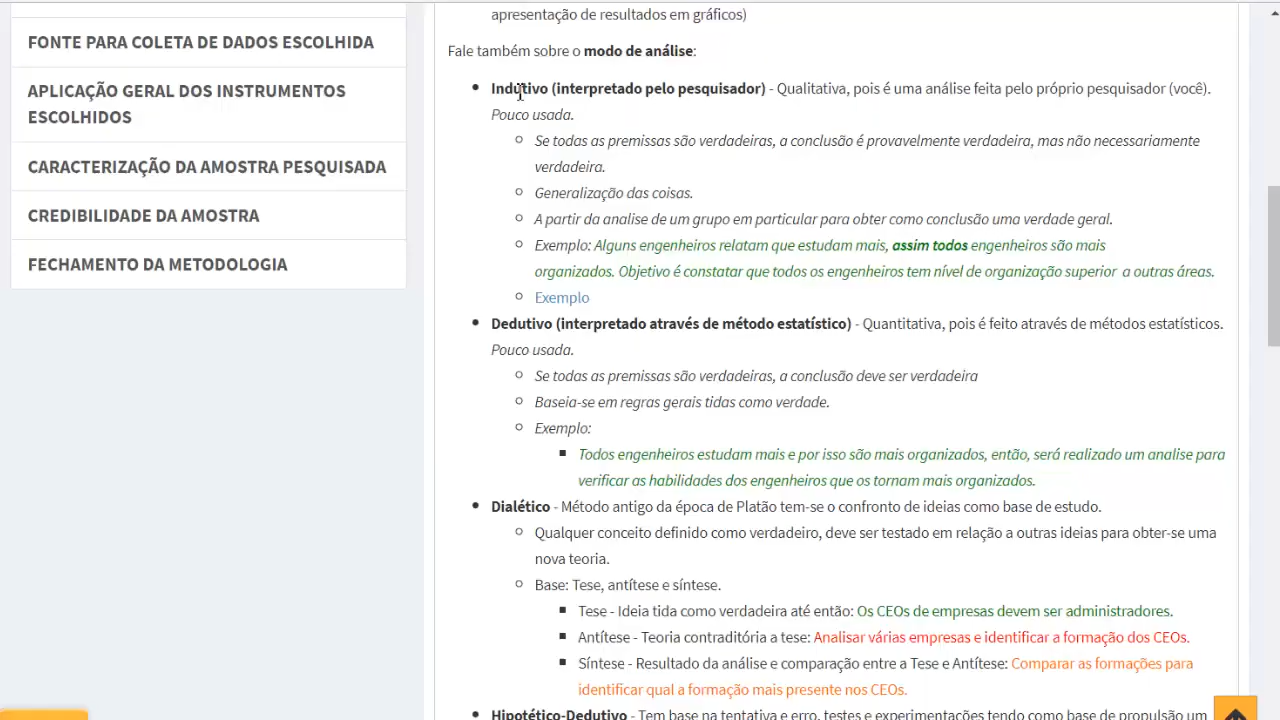 FONTE PARA COLETA DE DADOS ESCOLHIDA
APLICAÇÃO GERAL DOS INSTRUMENTOS
ESCOLHIDOS
CARACTERIZAÇÃO DA AMOSTRA PESQUISADA
CREDIBILIDADE DA AMOSTRA
FECHAMENTO DA METODOLOGIA
apresentação de resultados em gráficos)
Fale também sobre o modo de análise:
Indutivo (interpretado pelo pesquisador) - Qualitativa, pois é uma análise feita pelo próprio pesquisador (você).
Pouco usada.
Se todas as premissas são verdadeiras, a conclusão é provavelmente verdadeira, mas não necessariamente
verdadeira.
Generalização das coisas.
A partir da analise de um grupo em particular para obter como conclusão uma verdade geral.
Exemplo: Alguns engenheiros relatam que estudam mais, assim todos engenheiros são mais
organizados. Objetivo é constatar que todos os engenheiros tem nível de organização superior a outras áreas.
Exemplo
Dedutivo (interpretado através de método estatístico) - Quantitativa, pois é feito através de métodos estatísticos.
Pouco usada.
Se todas as premissas são verdadeiras, a conclusão deve ser verdadeira
Baseia-se em regras gerais tidas como verdade.
Exemplo:
Todos engenheiros estudam mais e por isso são mais organizados, então, será realizado um analise para
verificar as habilidades dos engenheiros que os tornam mais organizados.
Dialético - Método antigo da época de Platão tem-se o confronto de ideias como base de estudo.
Qualquer conceito definido como verdadeiro, deve ser testado em relação a outras ideias para obter-se uma
nova teoria.
Base: Tese, antítese e síntese.
Tese - Ideia tida como verdadeira até então: Os CEOs de empresas devem ser administradores.
Antítese - Teoria contraditória a tese: Analisar várias empresas e identificar a formação dos CEOs.
Síntese - Resultado da análise e comparação entre a Tese e Antítese: Comparar as formações para
identificar qual a formação mais presente nos CEOs.
Hipotético-Dedutivo - Tem base na tentativa e erro, testes e experimentações tendo como base de propulsão um